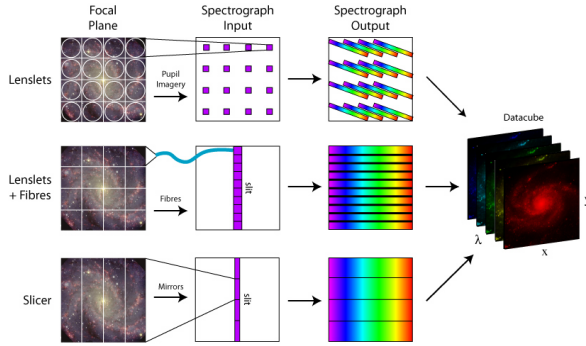 Focal
Plane
Spectrograph
Input
Spectrograph
Output
Lenslets
Pupil
Imagery
Datacube
Lenslets
+ Fibres
Fibres
slit
y
λ
x
Slicer
Mirrors
slit